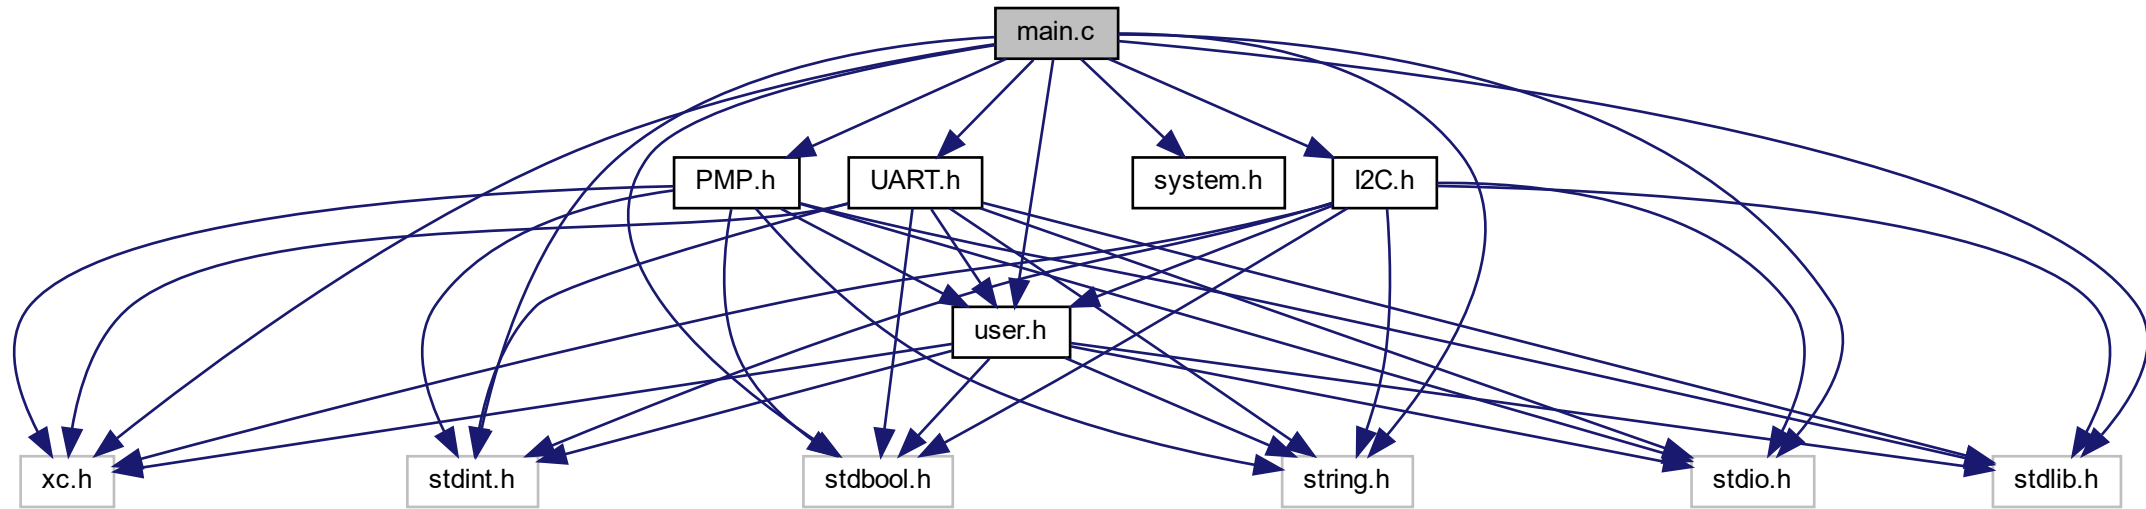 main.c
PMP.h
UART.h
system.h
I2C.h
user.h
xc.h
stdint.h
stdbool.h
string.h
stdio.h
stdlib.h